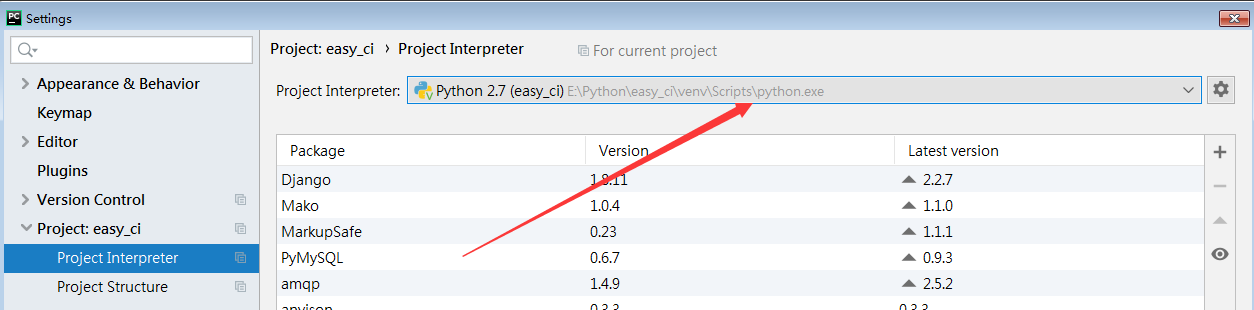 PC Settings
Project: easy_ci › Project Interpreter For current project
Project Interpreter: Python 2.7 (easy_ci) E:\Python\easy_ci\venv\Scripts\python.exe
Appearance & Behavior
Keymap
Editor
Plugins
Version Control
Project: easy_ci
Project Interpreter
Project Structure
Package Version Latest version
Django 1.8.11 2.2.7
Mako 1.0.4 1.1.0
MarkupSafe 0.23 1.1.1
PyMySQL 0.6.7 0.9.3
amqp 1.4.9 2.5.2
anyjson 0.3.3 0.3.3